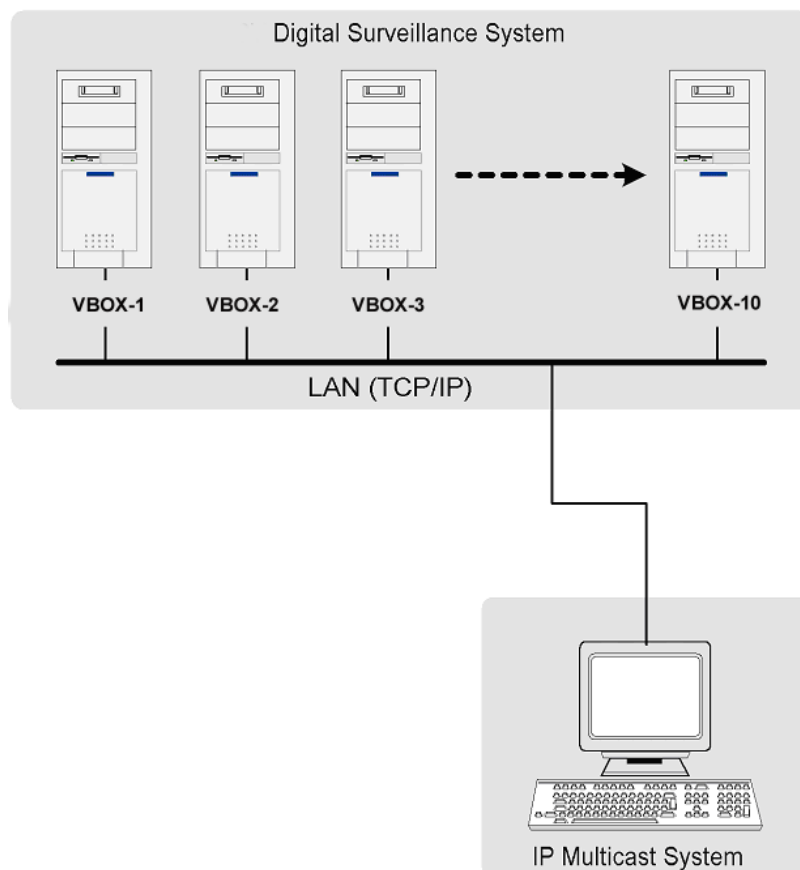 Digital Surveillance System
VBOX-1
VBOX-2
VBOX-3
VBOX-10
LAN (TCP/IP)
IP Multicast System